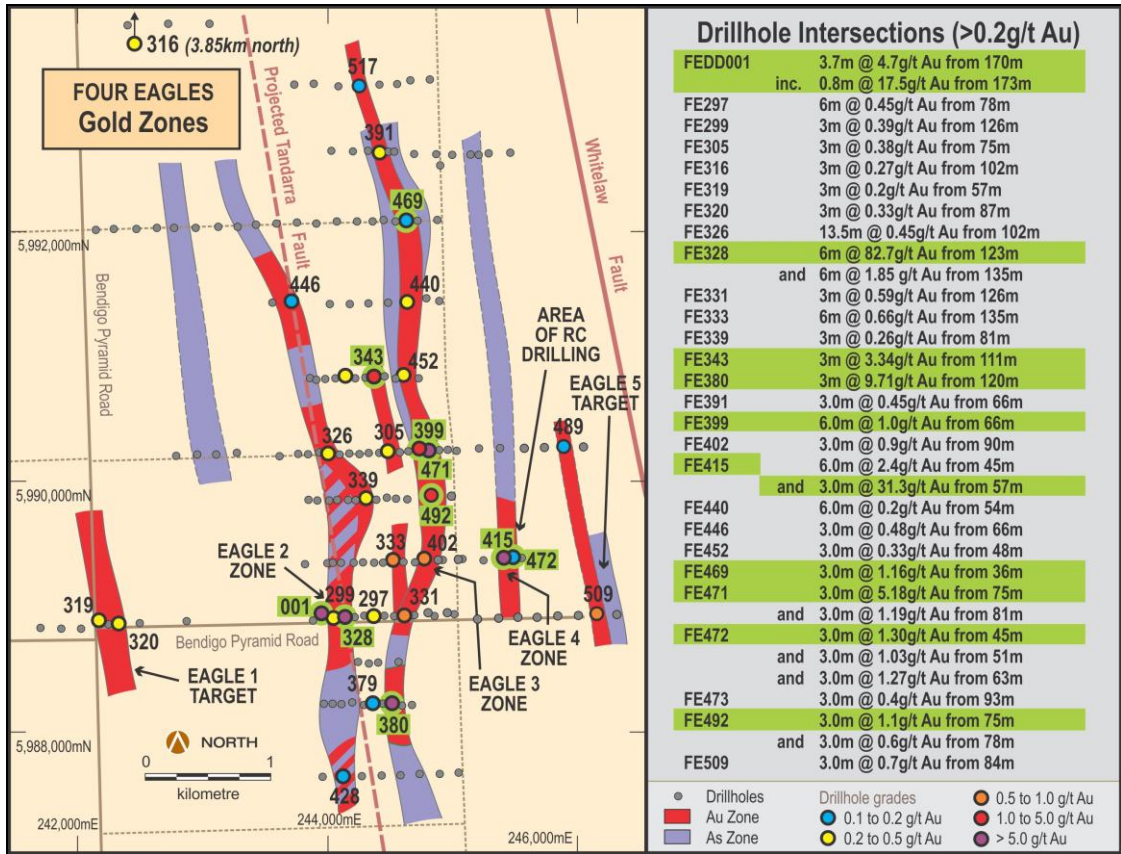 316 (3.85km north)
FOUR EAGLES
Gold Zones
517
Projected Tandarra
Fault
391
469
Whitelaw
Fault
5,992,000mN
Bendigo Pyramid Road
446
440
AREA
OF RC
DRILLING
343
452
EAGLE 5
TARGET
326
305
399
489
471
5,990,000mN
339
492
333
402
415
472
EAGLE 2
ZONE
001
299
297
331
509
319
320
328
Bendigo Pyramid Road
EAGLE 4
ZONE
EAGLE 1
TARGET
EAGLE 3
ZONE
379
380
5,988,000mN
NORTH
0 1
kilometre
428
242,000mE
244,000mE
246,000mE
Drillhole Intersections (>0.2g/t Au)
FEDD001 3.7m @ 4.7g/t Au from 170m
inc. 0.8m @ 17.5g/t Au from 173m
FE297 6m @ 0.45g/t Au from 78m
FE299 3m @ 0.39g/t Au from 126m
FE305 3m @ 0.38g/t Au from 75m
FE316 3m @ 0.27g/t Au from 102m
FE319 3m @ 0.2g/t Au from 57m
FE320 3m @ 0.33g/t Au from 87m
FE326 13.5m @ 0.45g/t Au from 102m
FE328 6m @ 82.7g/t Au from 123m
and 6m @ 1.85 g/t Au from 135m
FE331 3m @ 0.59g/t Au from 126m
FE333 6m @ 0.66g/t Au from 135m
FE339 3m @ 0.26g/t Au from 81m
FE343 3m @ 3.34g/t Au from 111m
FE380 3m @ 9.71g/t Au from 120m
FE391 3.0m @ 0.45g/t Au from 66m
FE399 6.0m @ 1.0g/t Au from 66m
FE402 3.0m @ 0.9g/t Au from 90m
FE415 6.0m @ 2.4g/t Au from 45m
and 3.0m @ 31.3g/t Au from 57m
FE440 6.0m @ 0.2g/t Au from 54m
FE446 3.0m @ 0.48g/t Au from 66m
FE452 3.0m @ 0.33g/t Au from 48m
FE469 3.0m @ 1.16g/t Au from 36m
FE471 3.0m @ 5.18g/t Au from 75m
and 3.0m @ 1.19g/t Au from 81m
FE472 3.0m @ 1.30g/t Au from 45m
and 3.0m @ 1.03g/t Au from 51m
and 3.0m @ 1.27g/t Au from 63m
FE473 3.0m @ 0.4g/t Au from 93m
FE492 3.0m @ 1.1g/t Au from 75m
and 3.0m @ 0.6g/t Au from 78m
FE509 3.0m @ 0.7g/t Au from 84m
Drillholes
Au Zone
As Zone
Drillhole grades
0.1 to 0.2 g/t Au
0.2 to 0.5 g/t Au
0.5 to 1.0 g/t Au
1.0 to 5.0 g/t Au
> 5.0 g/t Au